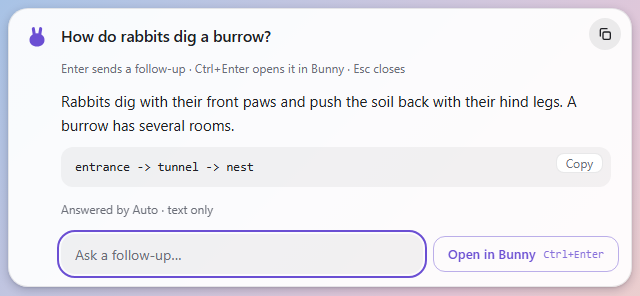 How do rabbits dig a burrow?
Enter sends a follow-up · Ctrl+Enter opens it in Bunny · Esc closes
Rabbits dig with their front paws and push the soil back with their hind legs. A
burrow has several rooms.
entrance -> tunnel -> nest
Copy
Answered by Auto · text only
Ask a follow-up...
Open in Bunny Ctrl+Enter